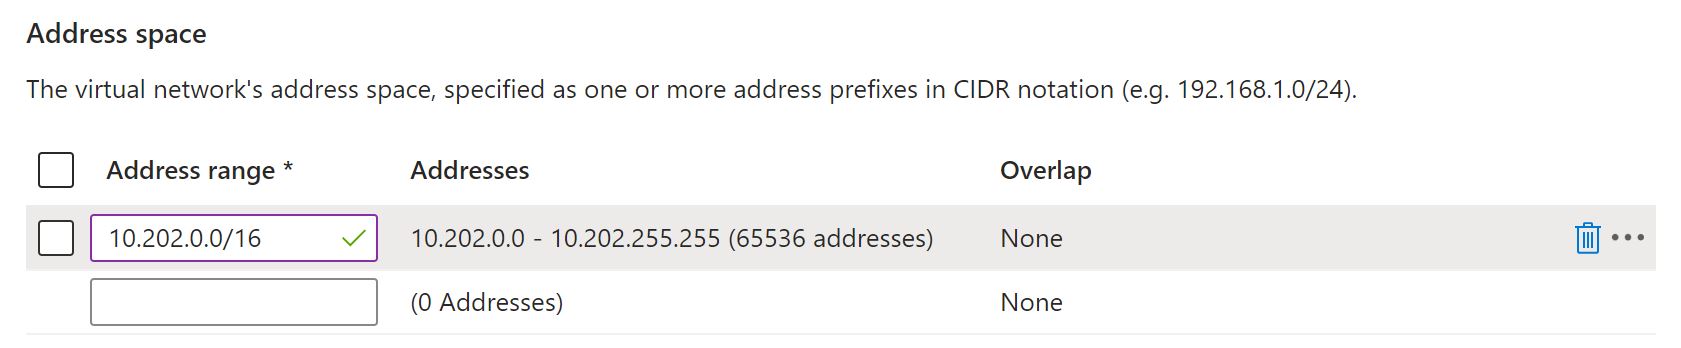 Address space
The virtual network's address space, specified as one or more address prefixes in CIDR notation (e.g. 192.168.1.0/24).
Address range * Addresses Overlap
10.202.0.0/16 10.202.0.0 - 10.202.255.255 (65536 addresses) None
(0 Addresses) None